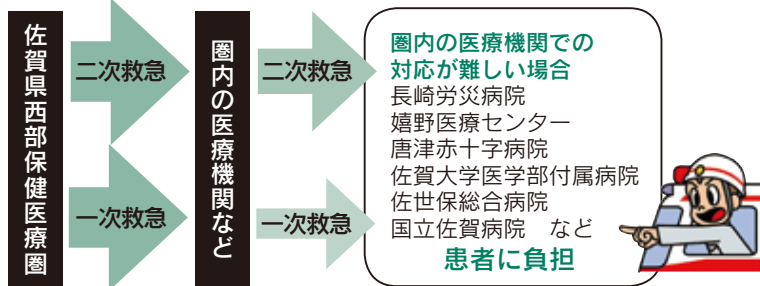 佐賀県西部保健医療圏
二次救急
一次救急
圏内の医療機関など
二次救急
一次救急
圏内の医療機関での
対応が難しい場合
長崎労災病院
嬉野医療センター
唐津赤十字病院
佐賀大学医学部付属病院
佐世保総合病院
国立佐賀病院　など
患者に負担